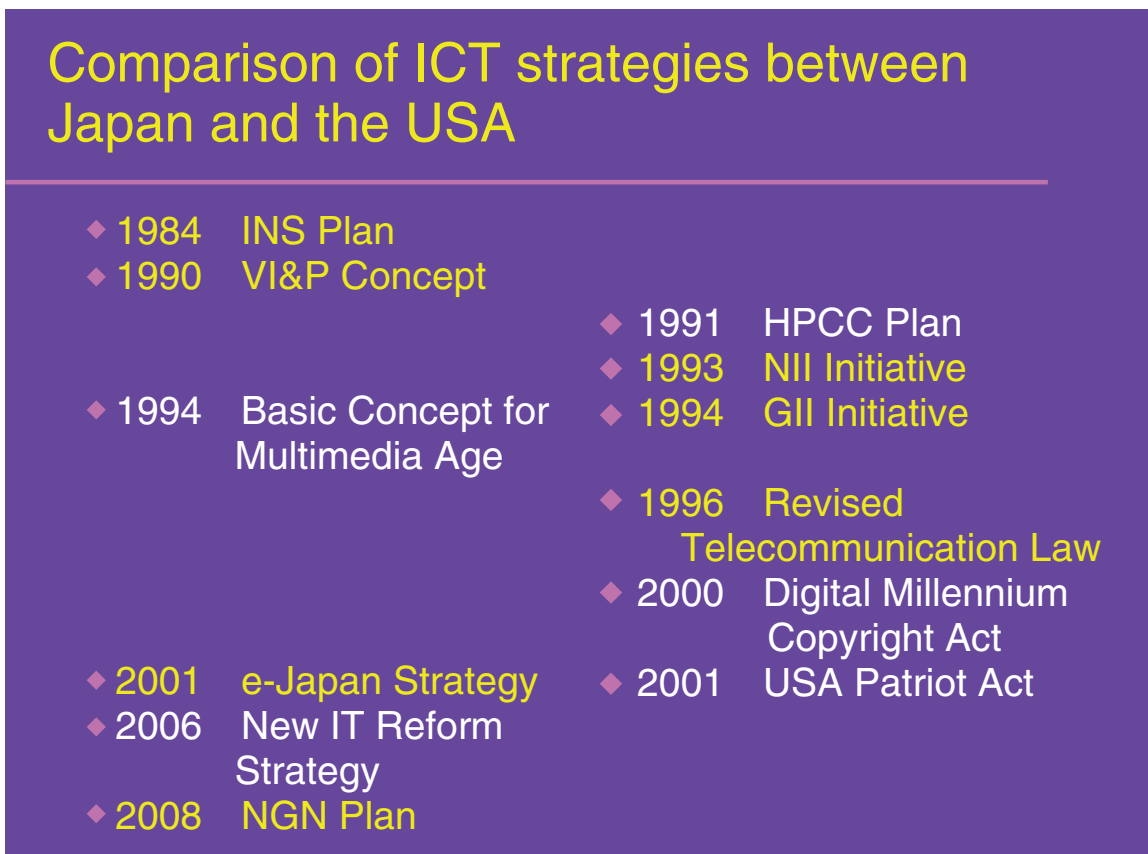 Comparison of ICT strategies between
Japan and the USA
1984 INS Plan
1990 VI&P Concept
1994 Basic Concept for
Multimedia Age
2001 e-Japan Strategy
2006 New IT Reform
Strategy
2008 NGN Plan
1991 HPCC Plan
1993 NII Initiative
1994 GII Initiative
1996 Revised
Telecommunication Law
2000 Digital Millennium
Copyright Act
2001 USA Patriot Act